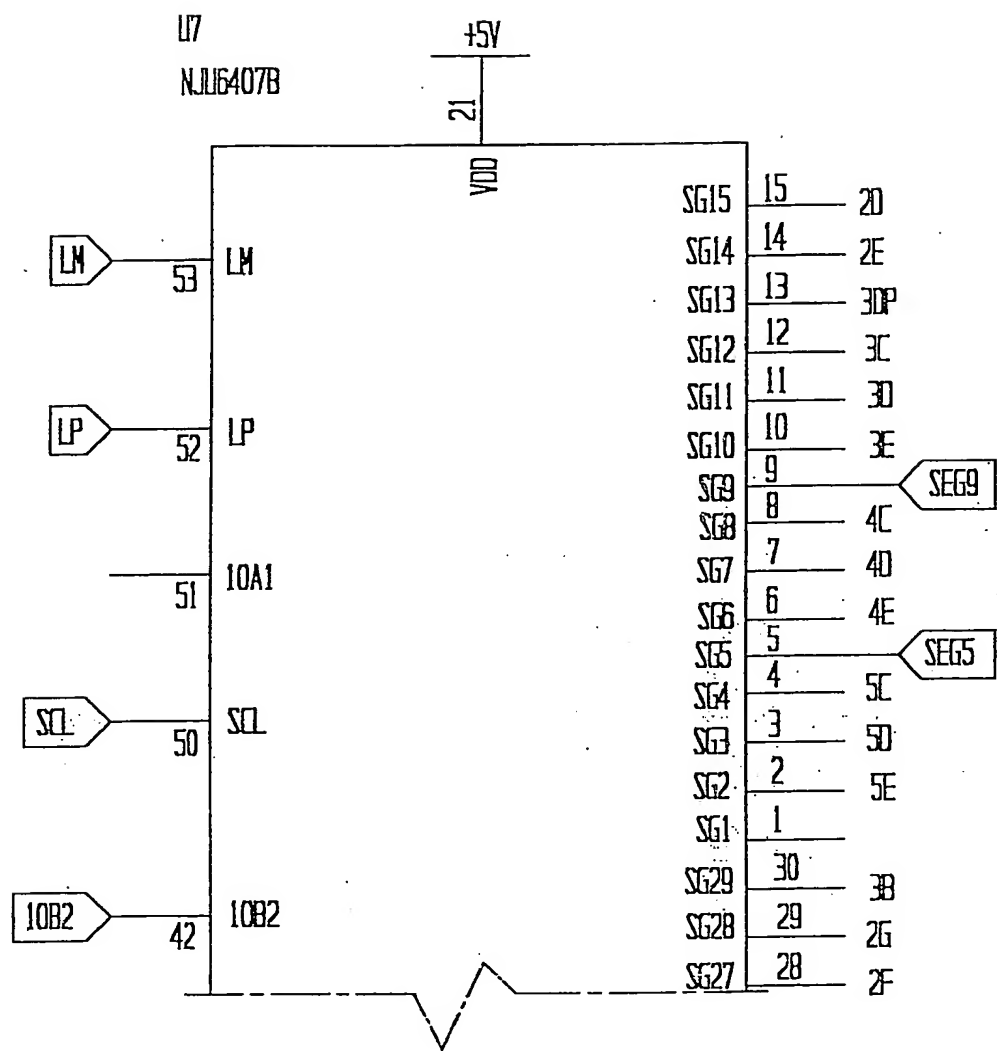 U7
NJU6407B
+5V
21
VDD
LM
53
LM
LP
52
LP
51
IOA1
SCL
50
SCL
IOB2
42
IOB2
SG15 15 2D
SG14 14 2E
SG13 13 3DP
SG12 12 3C
SG11 11 3D
SG10 10 3E
SG9 9 SEG9
SG8 8 4C
SG7 7 4D
SG6 6 4E
SG5 5 SEG5
SG4 4 5C
SG3 3 5D
SG2 2 5E
SG1 1
SG29 30 3B
SG28 29 2G
SG27 28 2F